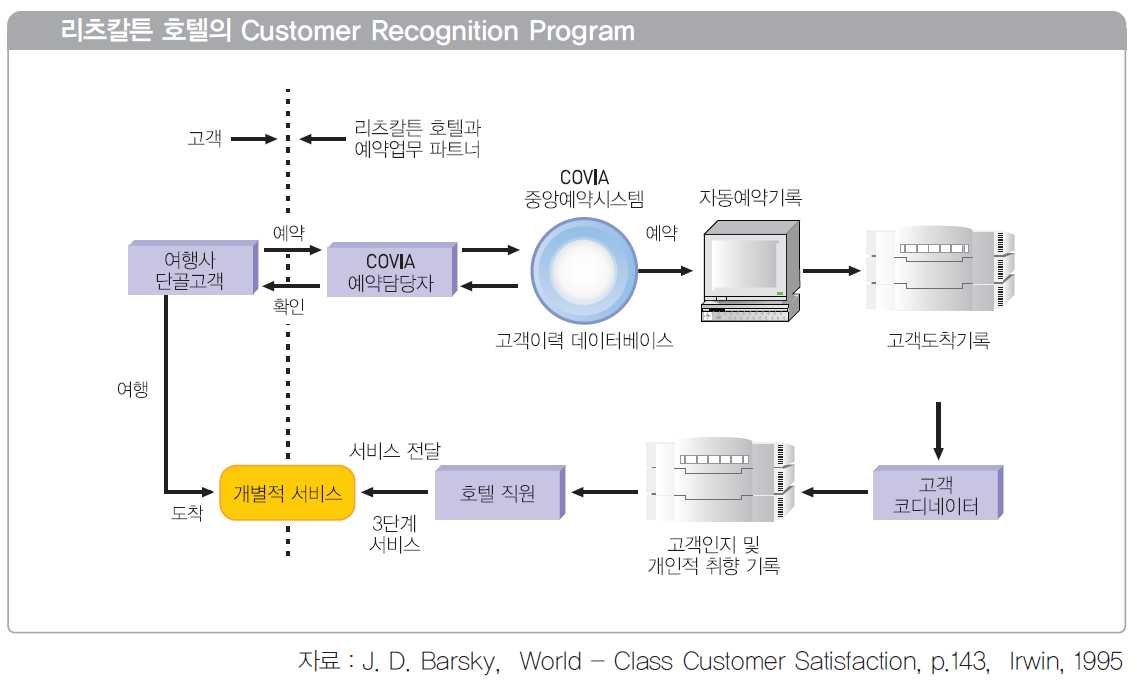 리츠칼튼 호텔의 Customer Recognition Program
고객
리츠칼튼 호텔과
예약업무 파트너
COVIA
중앙예약시스템
자동예약기록
예약
예약
여행사
단골고객
COVIA
예약담당자
확인
고객이력 데이터베이스
고객도착기록
여행
서비스 전달
개별적 서비스
호텔 직원
고객
코디네이터
도착
3단계
서비스
고객인지 및
개인적 취향 기록
자료 : J. D. Barsky, World - Class Customer Satisfaction, p.143, Irwin, 1995